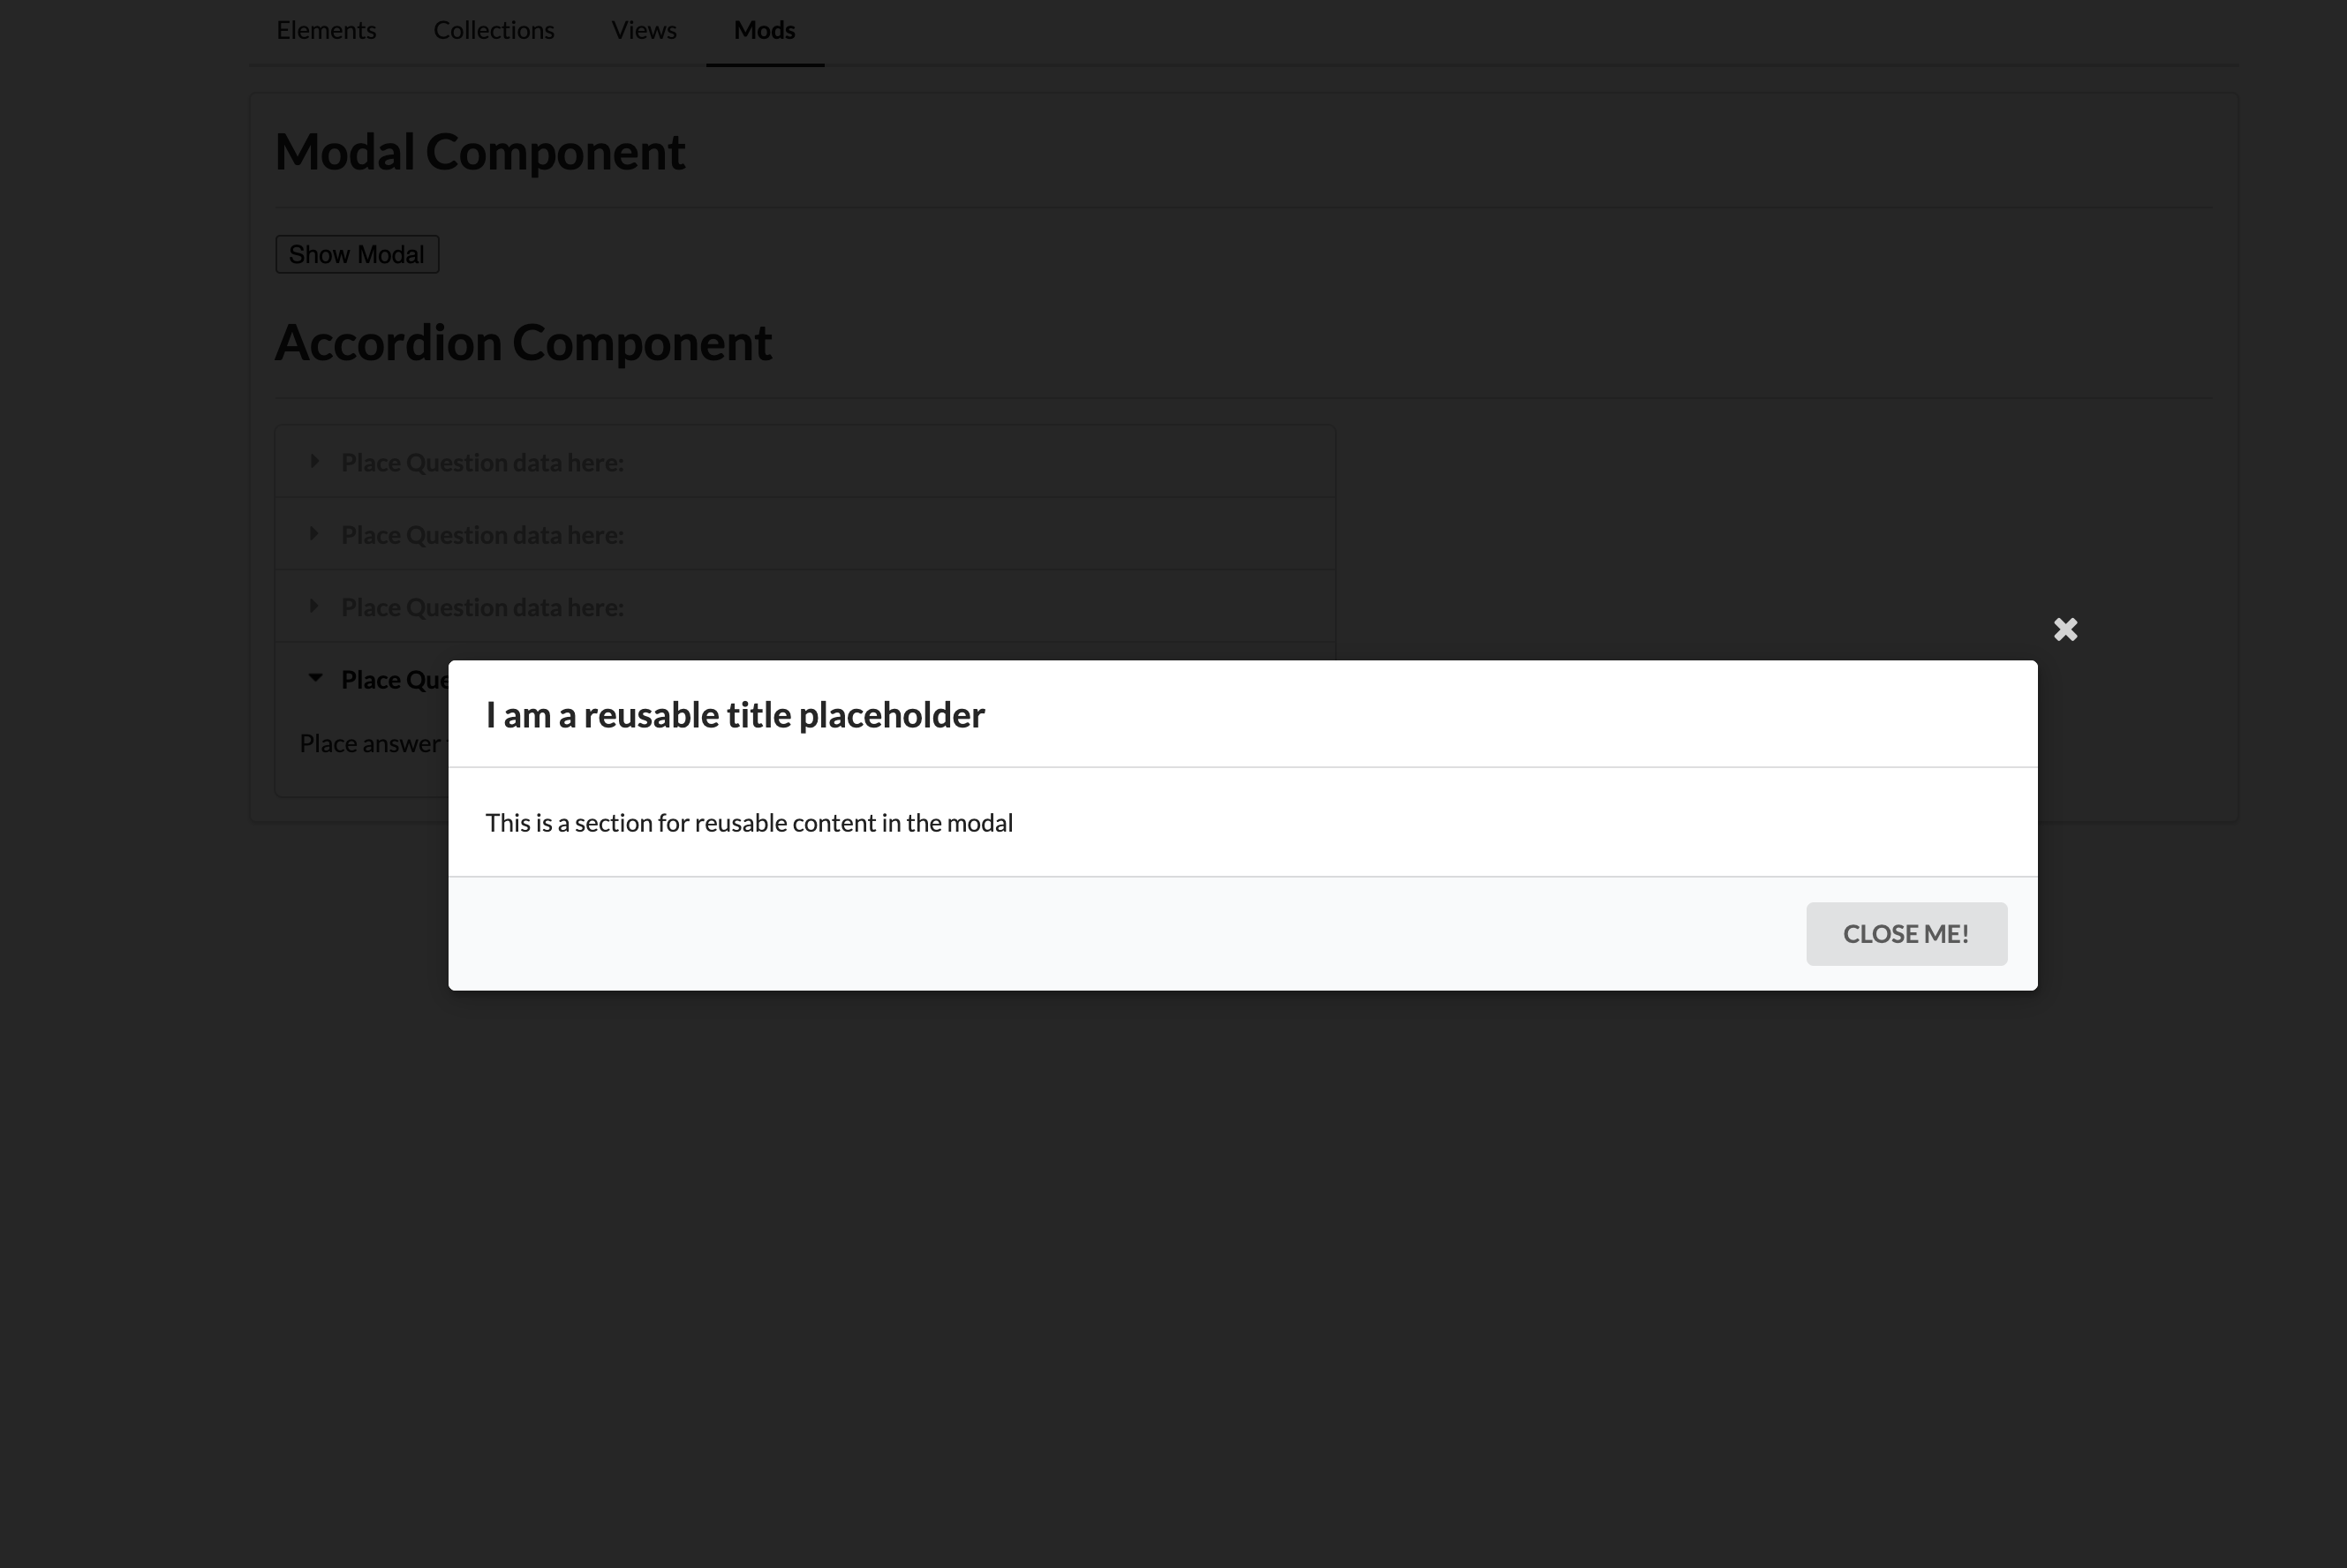 Elements Collections Views Mods
Modal Component
Show Modal
Accordion Component
Place Question data here:
Place Question data here:
Place Question data here:
Place Que
Place answer
I am a reusable title placeholder
This is a section for reusable content in the modal
CLOSE ME!